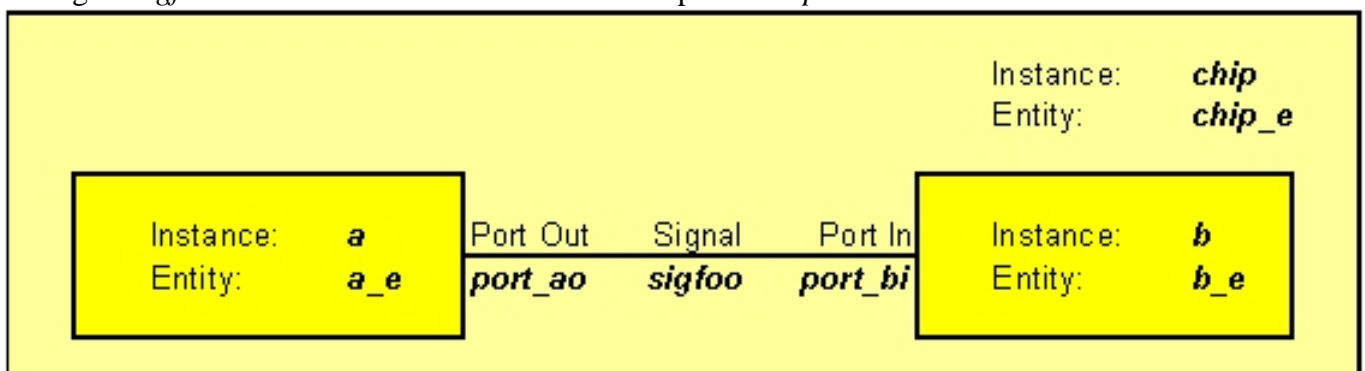 Instance: chip
Entity: chip_e
Instance: a
Entity: a_e
Port Out Signal Port In
port_ao sigfoo port_bi
Instance: b
Entity: b_e